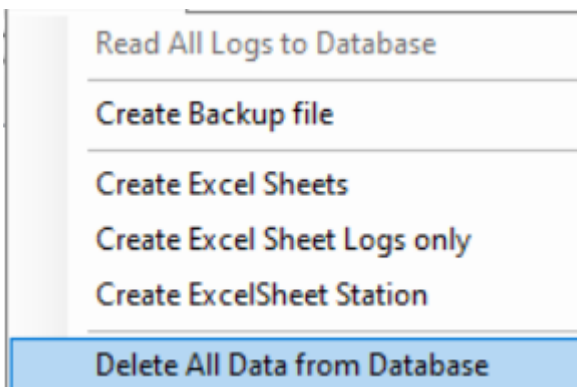 Read All Logs to Database
Create Backup file
Create Excel Sheets
Create Excel Sheet Logs only
Create ExcelSheet Station
Delete All Data from Database